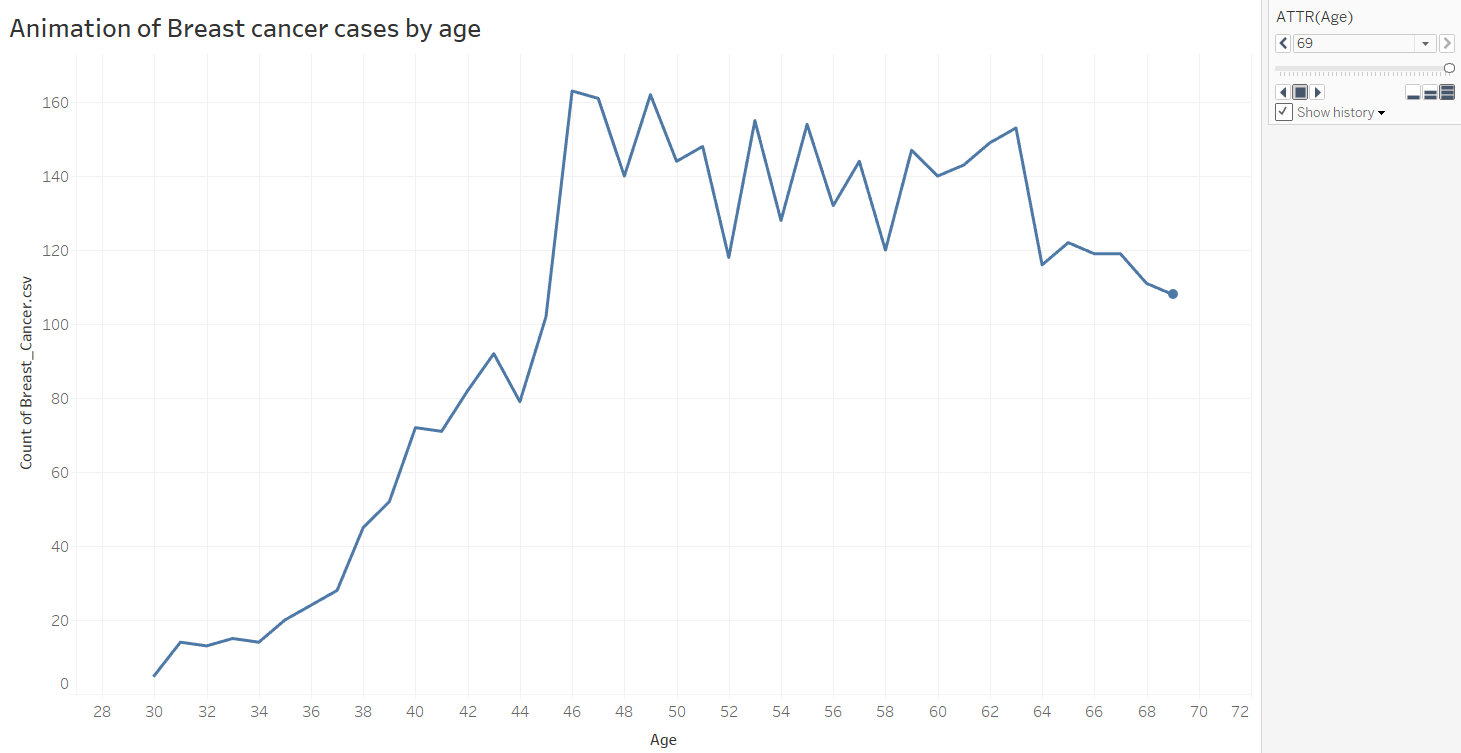 Animation of Breast cancer cases by age
ATTR(Age)
69
Show history
Count of Breast_Cancer.csv
160
140
120
100
80
60
40
20
0
28 30 32 34 36 38 40 42 44 46 48 50 52 54 56 58 60 62 64 66 68 70 72
Age